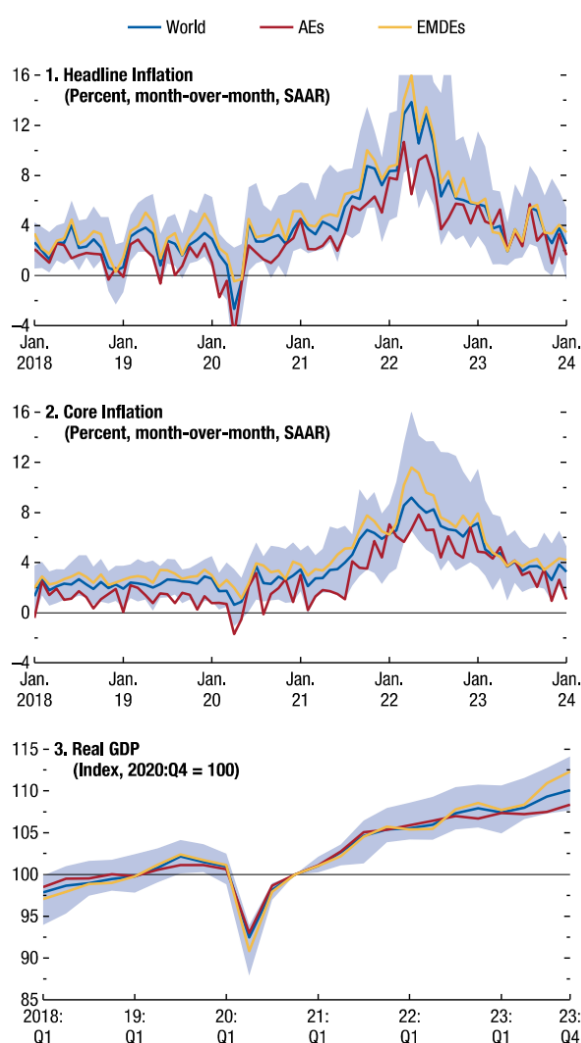 World AEs EMDEs
1. Headline Inflation
(Percent, month-over-month, SAAR)
16
12
8
4
0
–4
Jan. Jan. Jan. Jan. Jan. Jan. Jan.
2018 19 20 21 22 23 24
2. Core Inflation
(Percent, month-over-month, SAAR)
16
12
8
4
0
–4
Jan. Jan. Jan. Jan. Jan. Jan. Jan.
2018 19 20 21 22 23 24
3. Real GDP
(Index, 2020:Q4 = 100)
115
110
105
100
95
90
85
2018: 19: 20: 21: 22: 23: 23:
Q1 Q1 Q1 Q1 Q1 Q1 Q4